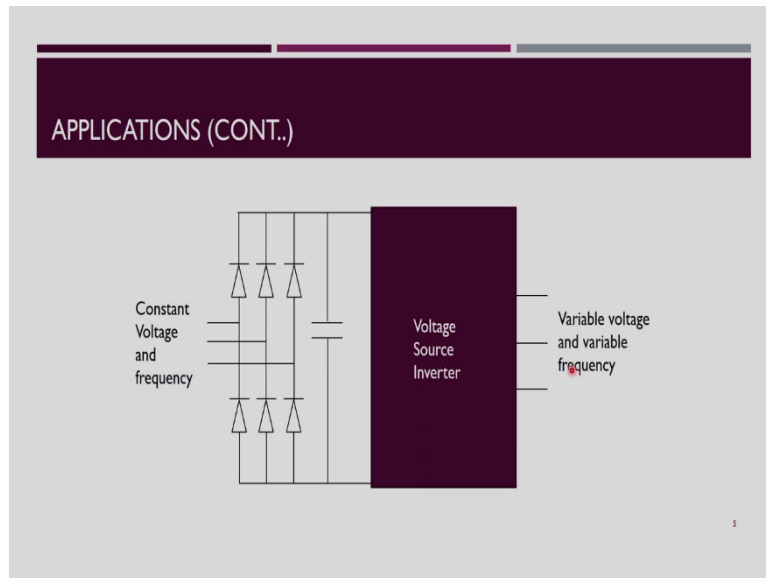 APPLICATIONS (CONT..)
Constant
Voltage
and
frequency
Voltage
Source
Inverter
Variable voltage
and variable
frequency
5